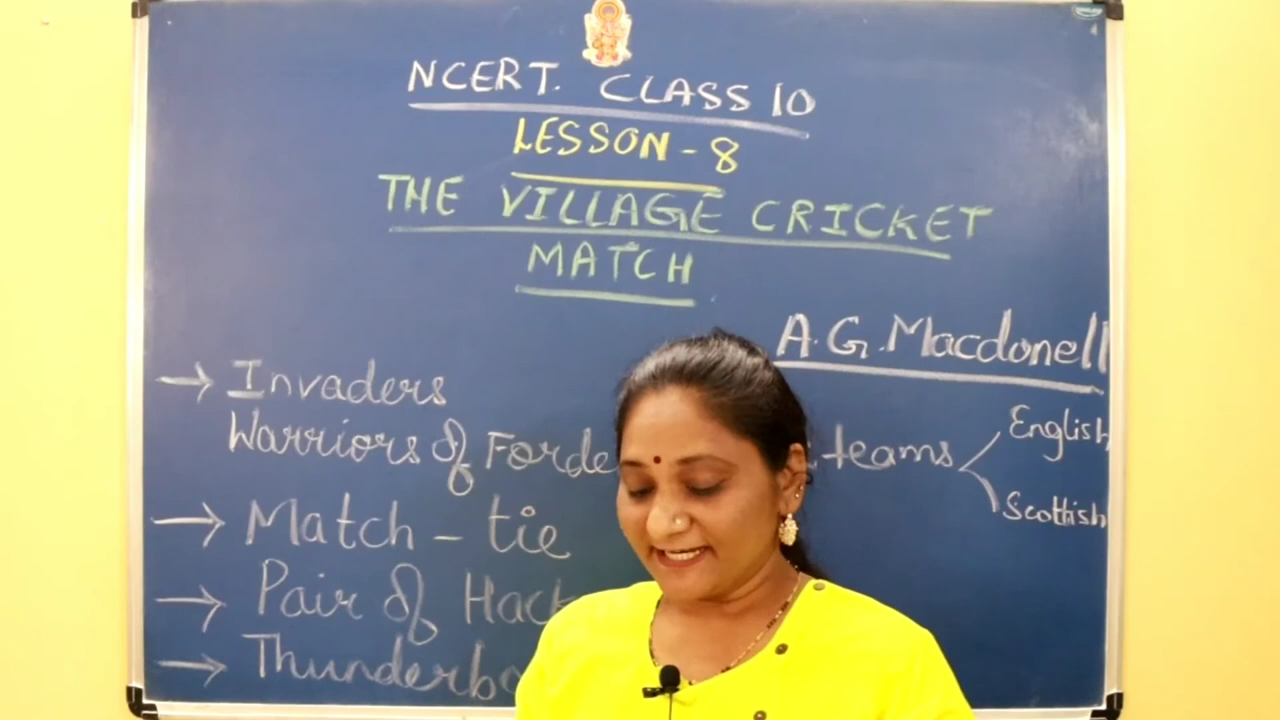 NCERT. CLASS 10
LESSON - 8
THE VILLAGE CRICKET
MATCH
A.G. Macdonell
→ Invaders
Warriors of teams
English
Scottish
→ Match - tie
→ Pair of
→